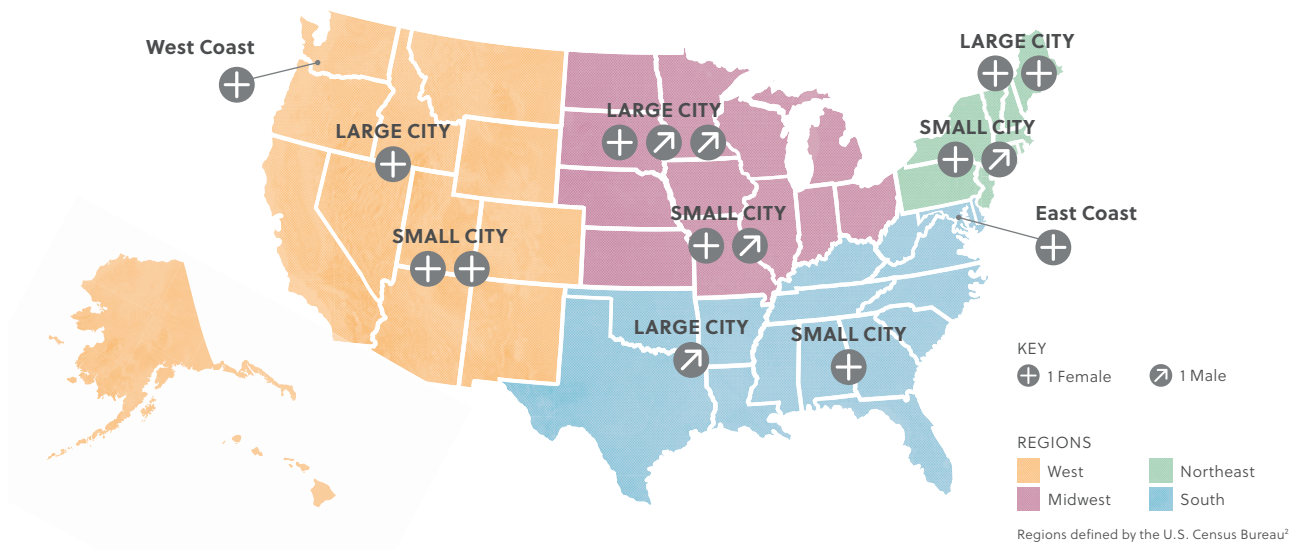 West Coast
LARGE CITY
LARGE CITY
SMALL CITY
LARGE CITY
SMALL CITY
SMALL CITY
East Coast
LARGE CITY
SMALL CITY
KEY
1 Female
1 Male
REGIONS
West
Northeast
Midwest
South
Regions defined by the U.S. Census Bureau²